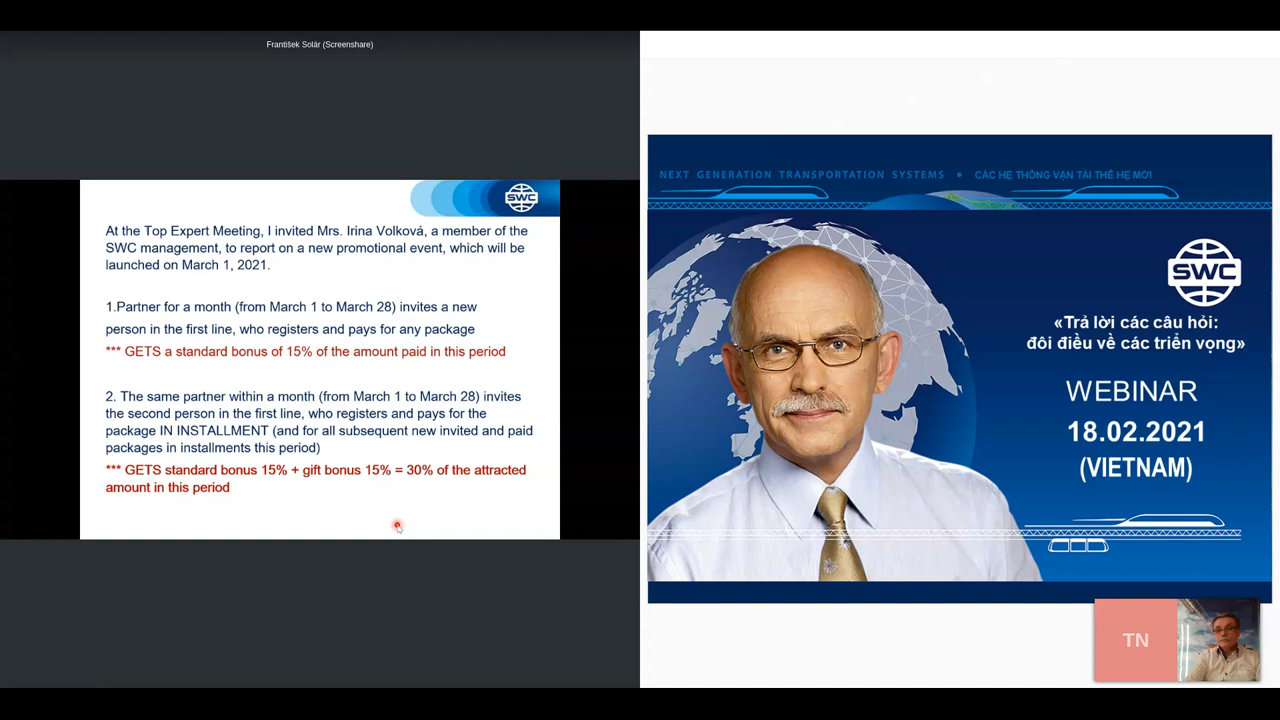 František Solár (Screenshare)
SWC
At the Top Expert Meeting, I invited Mrs. Irina Volková, a member of the
SWC management, to report on a new promotional event, which will be
launched on March 1, 2021.
1.Partner for a month (from March 1 to March 28) invites a new
person in the first line, who registers and pays for any package
*** GETS a standard bonus of 15% of the amount paid in this period
2. The same partner within a month (from March 1 to March 28) invites
the second person in the first line, who registers and pays for the
package IN INSTALLMENT (and for all subsequent new invited and paid
packages in installments this period)
*** GETS standard bonus 15% + gift bonus 15% = 30% of the attracted
amount in this period
NEXT GENERATION TRANSPORTATION SYSTEMS • CÁC HỆ THỐNG VẬN TẢI THẾ HỆ MỚI
SWC
«Trả lời các câu hỏi:
đôi điều về các triển vọng»
WEBINAR
18.02.2021
(VIETNAM)
TN